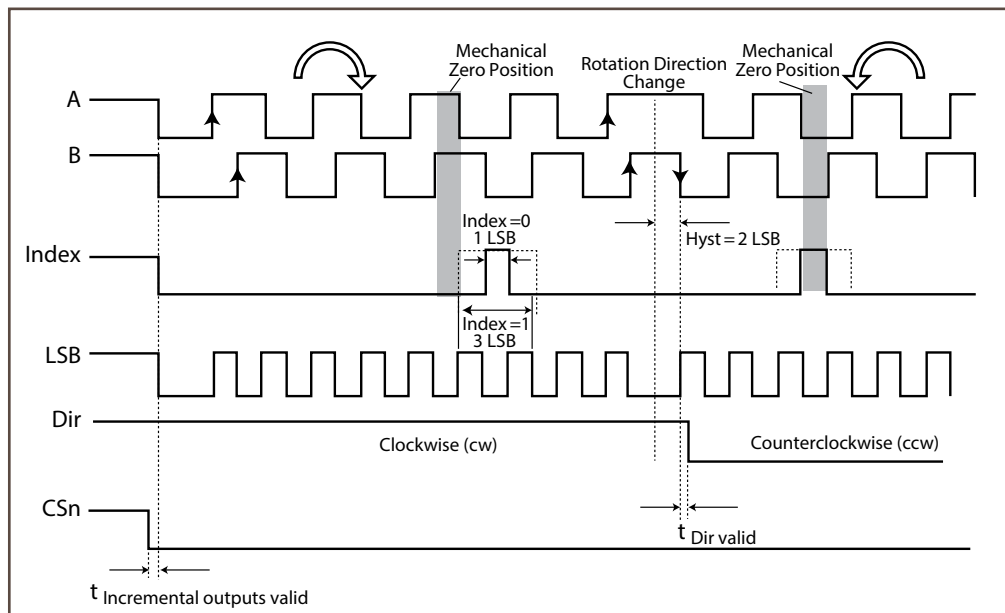 Mechanical
Zero Position
Rotation Direction
Change
Mechanical
Zero Position
A
B
Index=0
1 LSB
Hyst = 2 LSB
Index
Index=1
3 LSB
LSB
Dir
Clockwise (cw)
Counterclockwise (ccw)
CSn
t Dir valid
t Incremental outputs valid